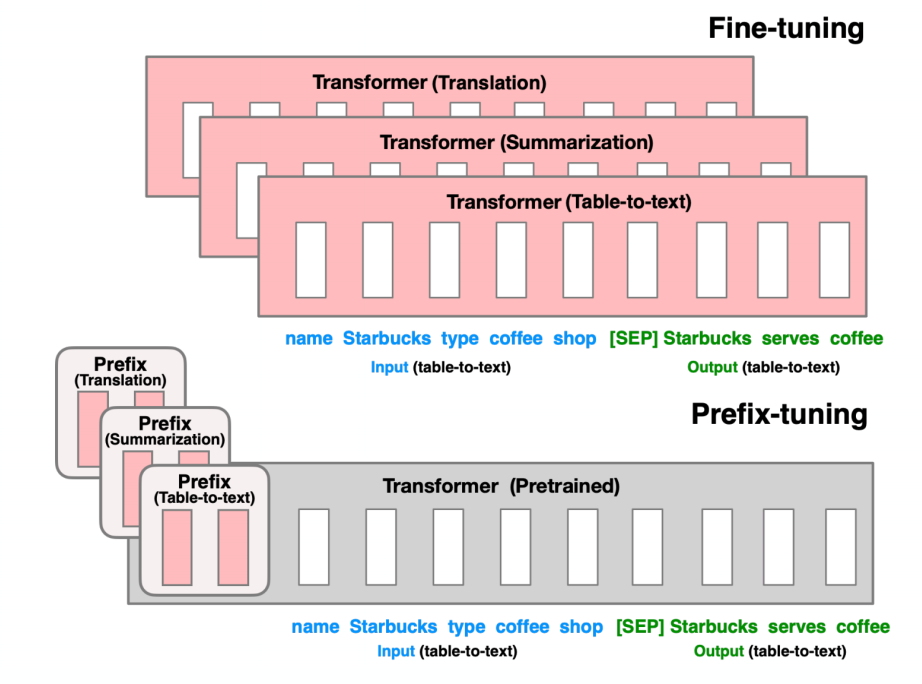 Fine-tuning
Transformer (Translation)
Transformer (Summarization)
Transformer (Table-to-text)
name Starbucks type coffee shop [SEP] Starbucks serves coffee
Input (table-to-text) Output (table-to-text)
Prefix
(Translation)
Prefix-tuning
Prefix
(Summarization)
Prefix
(Table-to-text)
Transformer (Pretrained)
name Starbucks type coffee shop [SEP] Starbucks serves coffee
Input (table-to-text) Output (table-to-text)